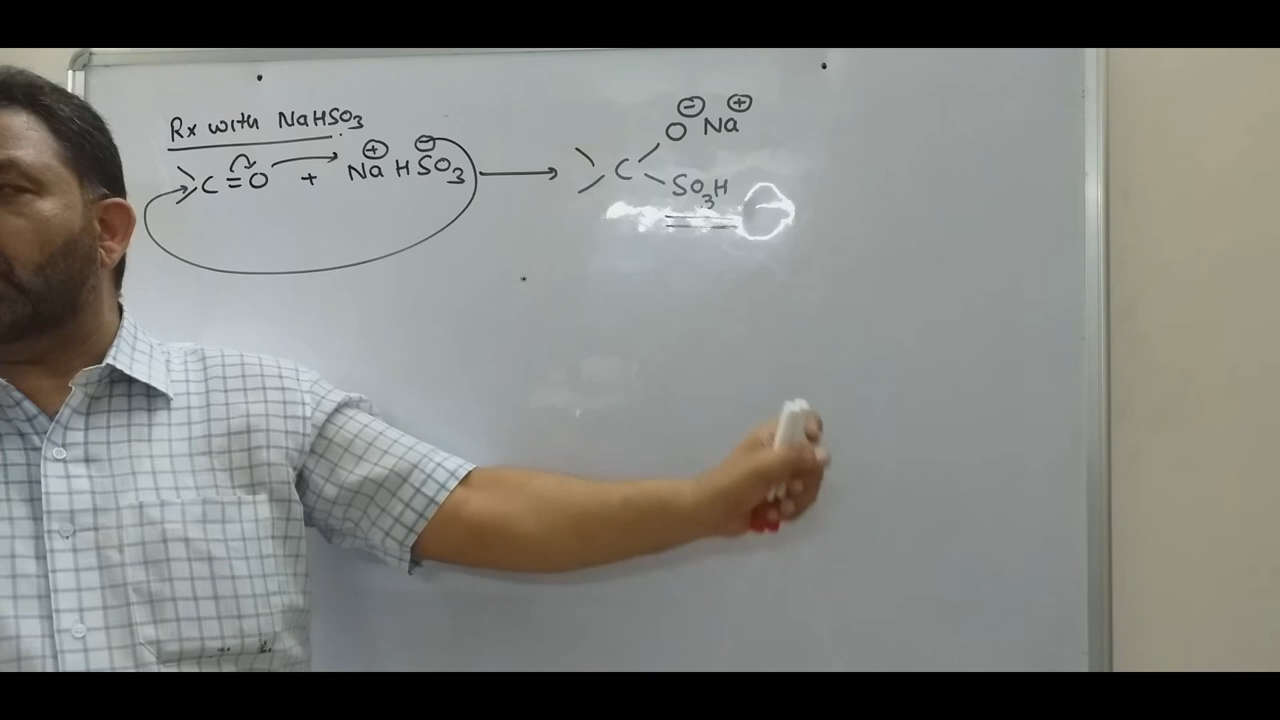 Rx with NaHSO3
>C=O + Na⊕ HSO3⊖ ⟶ >C–O⊖ Na⊕
–SO3H